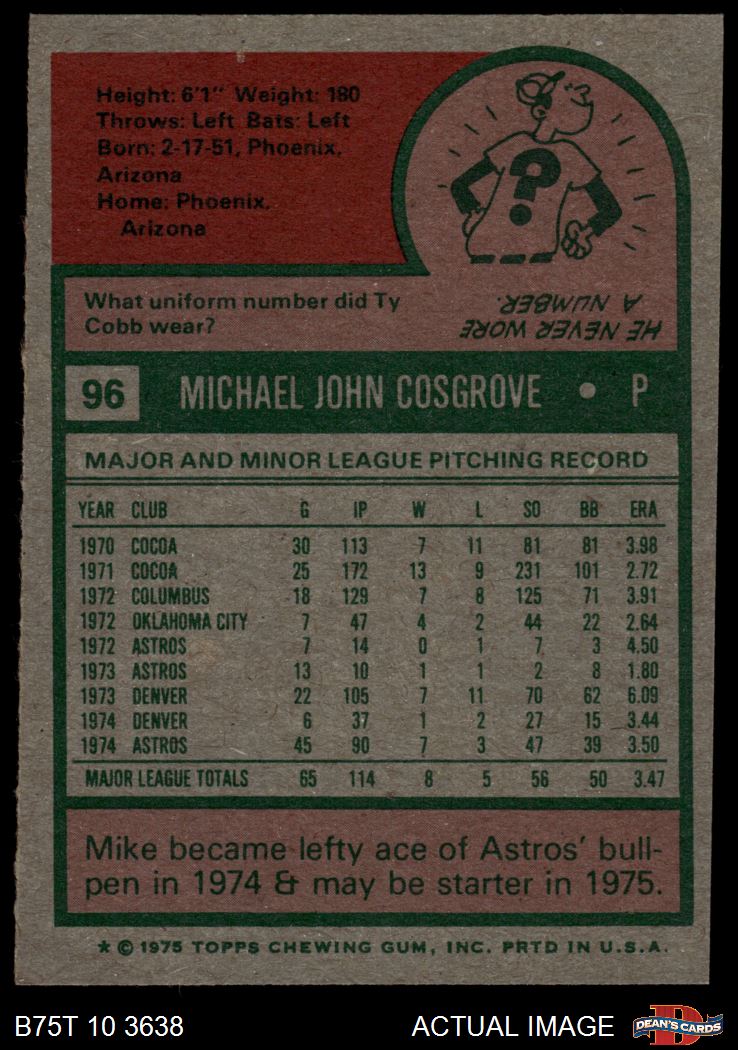 Height: 6'1" Weight: 180
Throws: Left Bats: Left
Born: 2-17-51, Phoenix,
Arizona
Home: Phoenix,
Arizona
?
What uniform number did Ty
Cobb wear?
HE NEVER WORE
A NUMBER.
96 MICHAEL JOHN COSGROVE • P
MAJOR AND MINOR LEAGUE PITCHING RECORD
YEAR CLUB G IP W L SO BB ERA
1970 COCOA 30 113 7 11 81 81 3.98
1971 COCOA 25 172 13 9 231 101 2.72
1972 COLUMBUS 18 129 7 8 125 71 3.91
1972 OKLAHOMA CITY 7 47 4 2 44 22 2.64
1972 ASTROS 7 14 0 1 7 3 4.50
1973 ASTROS 13 10 1 1 2 8 1.80
1973 DENVER 22 105 7 11 70 62 6.09
1974 DENVER 6 37 1 2 27 15 3.44
1974 ASTROS 45 90 7 3 47 39 3.50
MAJOR LEAGUE TOTALS 65 114 8 5 56 50 3.47
Mike became lefty ace of Astros' bull-
pen in 1974 & may be starter in 1975.
* © 1975 TOPPS CHEWING GUM, INC. PRTD IN U.S.A.
B75T 10 3638 ACTUAL IMAGE D DEAN'S CARDS